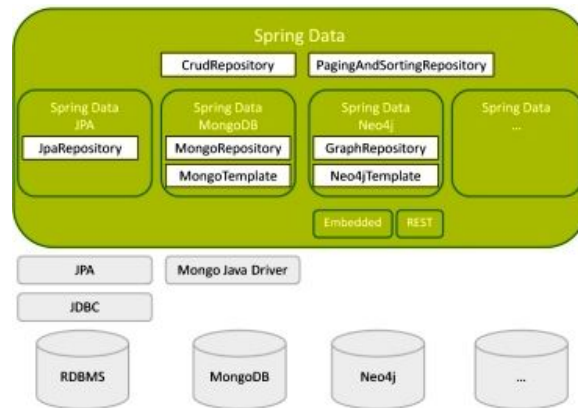 Spring Data
CrudRepository
PagingAndSortingRepository
Spring Data
JPA
JpaRepository
Spring Data
MongoDB
MongoRepository
MongoTemplate
Spring Data
Neo4j
GraphRepository
Neo4jTemplate
Embedded
REST
Spring Data
...
JPA
JDBC
Mongo Java Driver
RDBMS
MongoDB
Neo4j
...